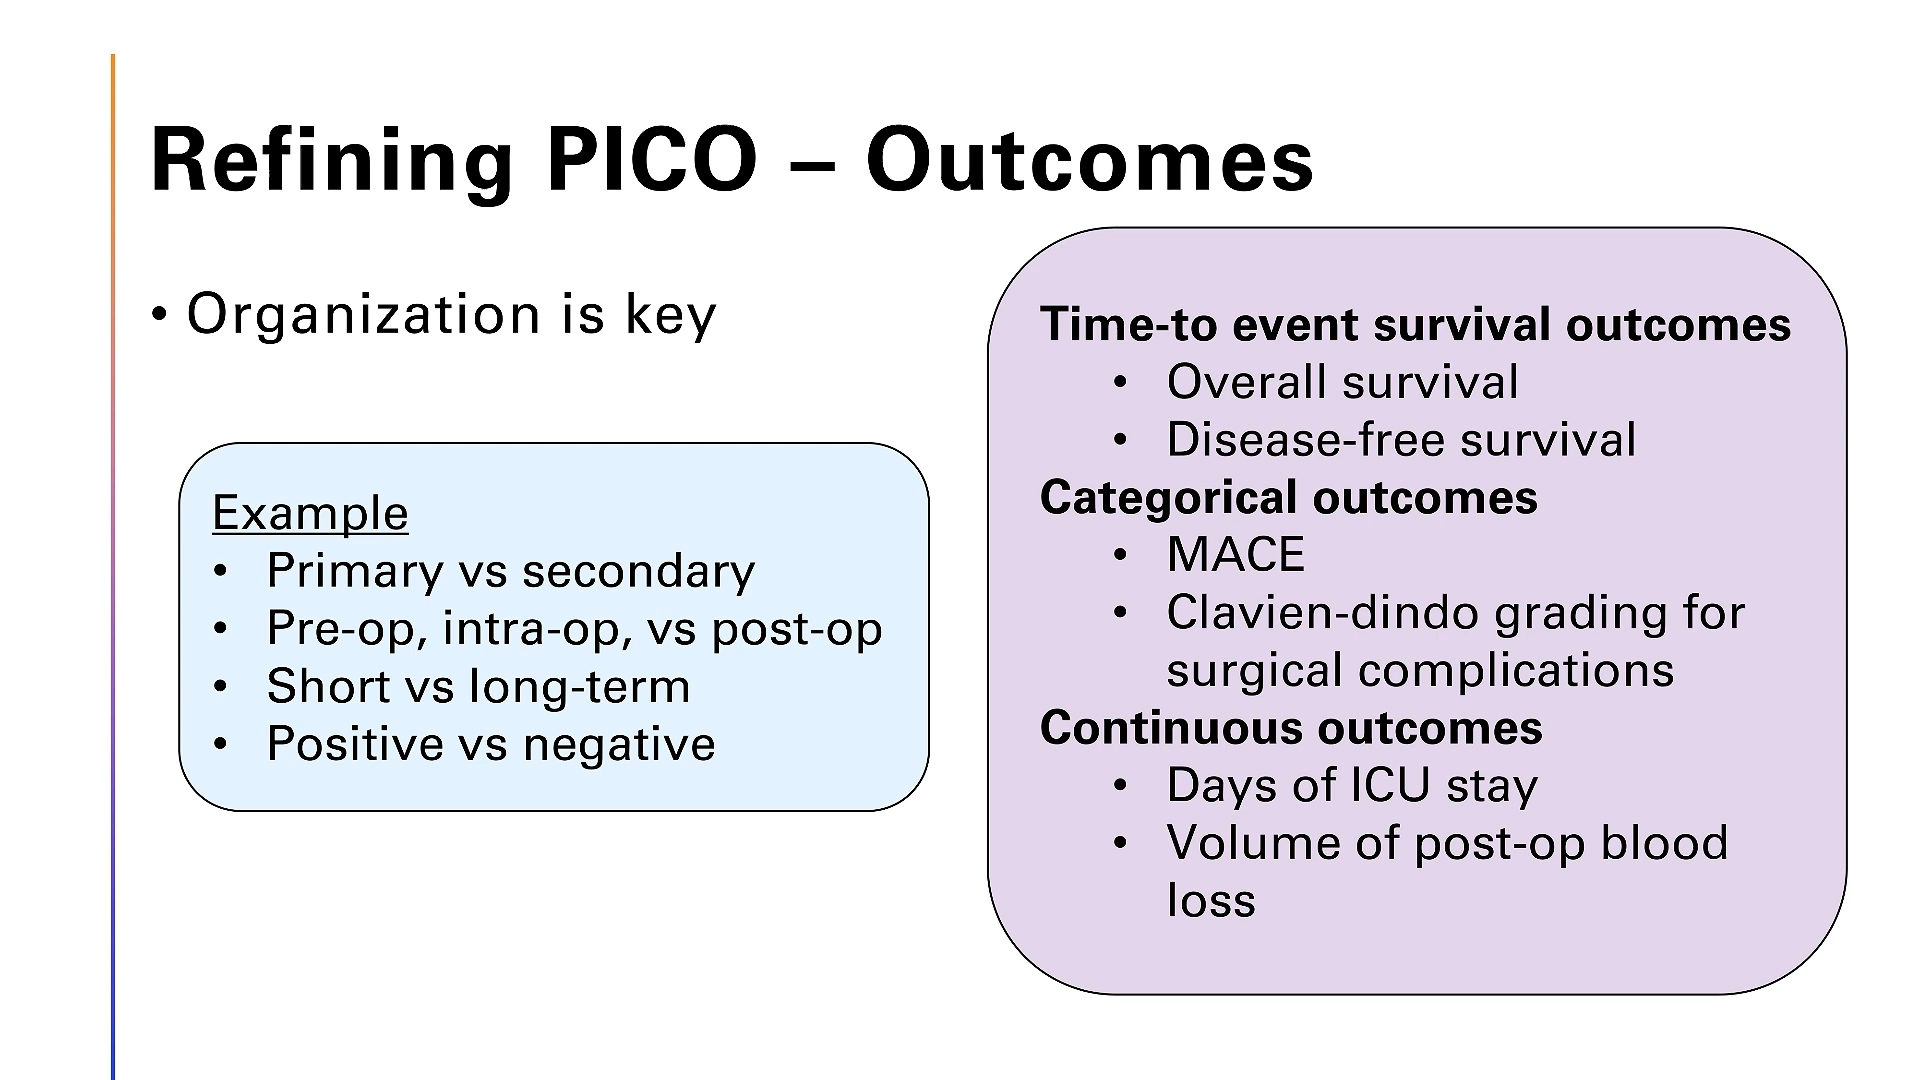 Refining PICO – Outcomes
• Organization is key
Example
• Primary vs secondary
• Pre-op, intra-op, vs post-op
• Short vs long-term
• Positive vs negative
Time-to event survival outcomes
• Overall survival
• Disease-free survival
Categorical outcomes
• MACE
• Clavien-dindo grading for
surgical complications
Continuous outcomes
• Days of ICU stay
• Volume of post-op blood
loss